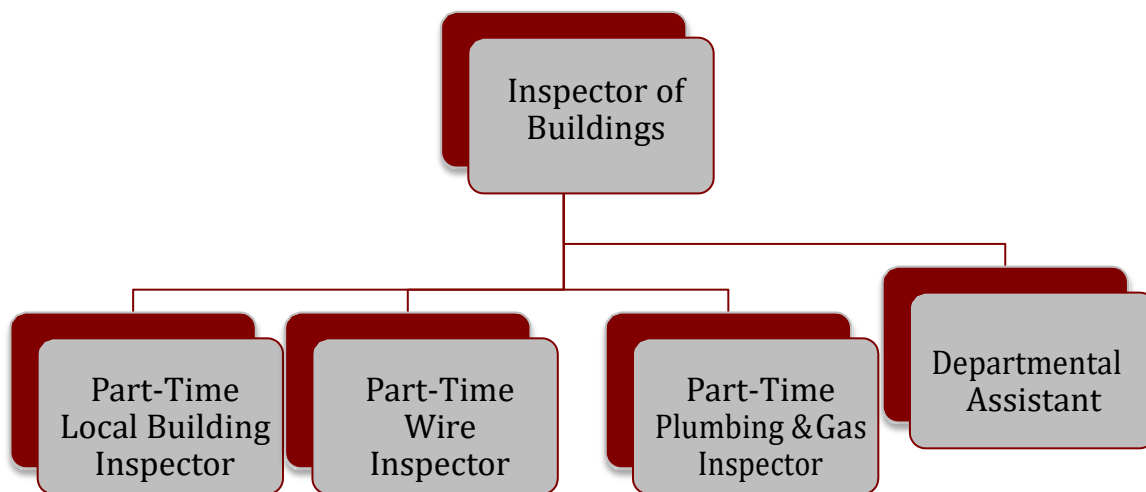 Inspector of
Buildings
Part-Time
Local Building
Inspector
Part-Time
Wire
Inspector
Part-Time
Plumbing &Gas
Inspector
Departmental
Assistant